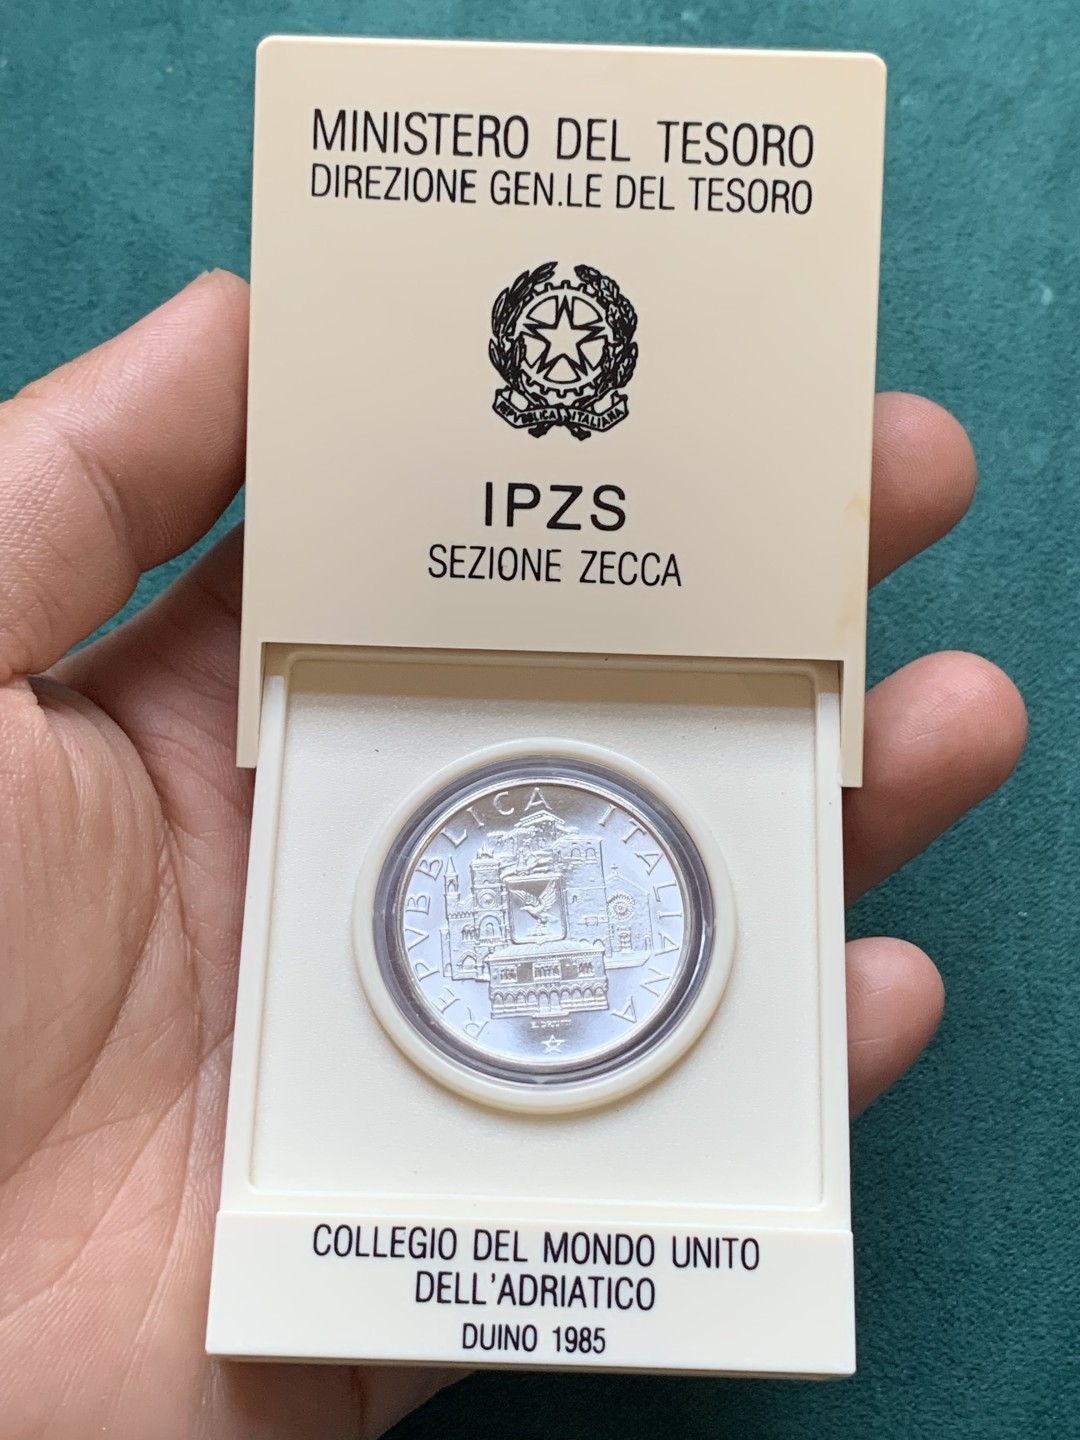 MINISTERO DEL TESORO
DIREZIONE GEN.LE DEL TESORO
REPVBBLICA ITALIANA
IPZS
SEZIONE ZECCA
REPVBBLICA ITALIANA
COLLEGIO DEL MONDO UNITO
DELL'ADRIATICO
DUINO 1985